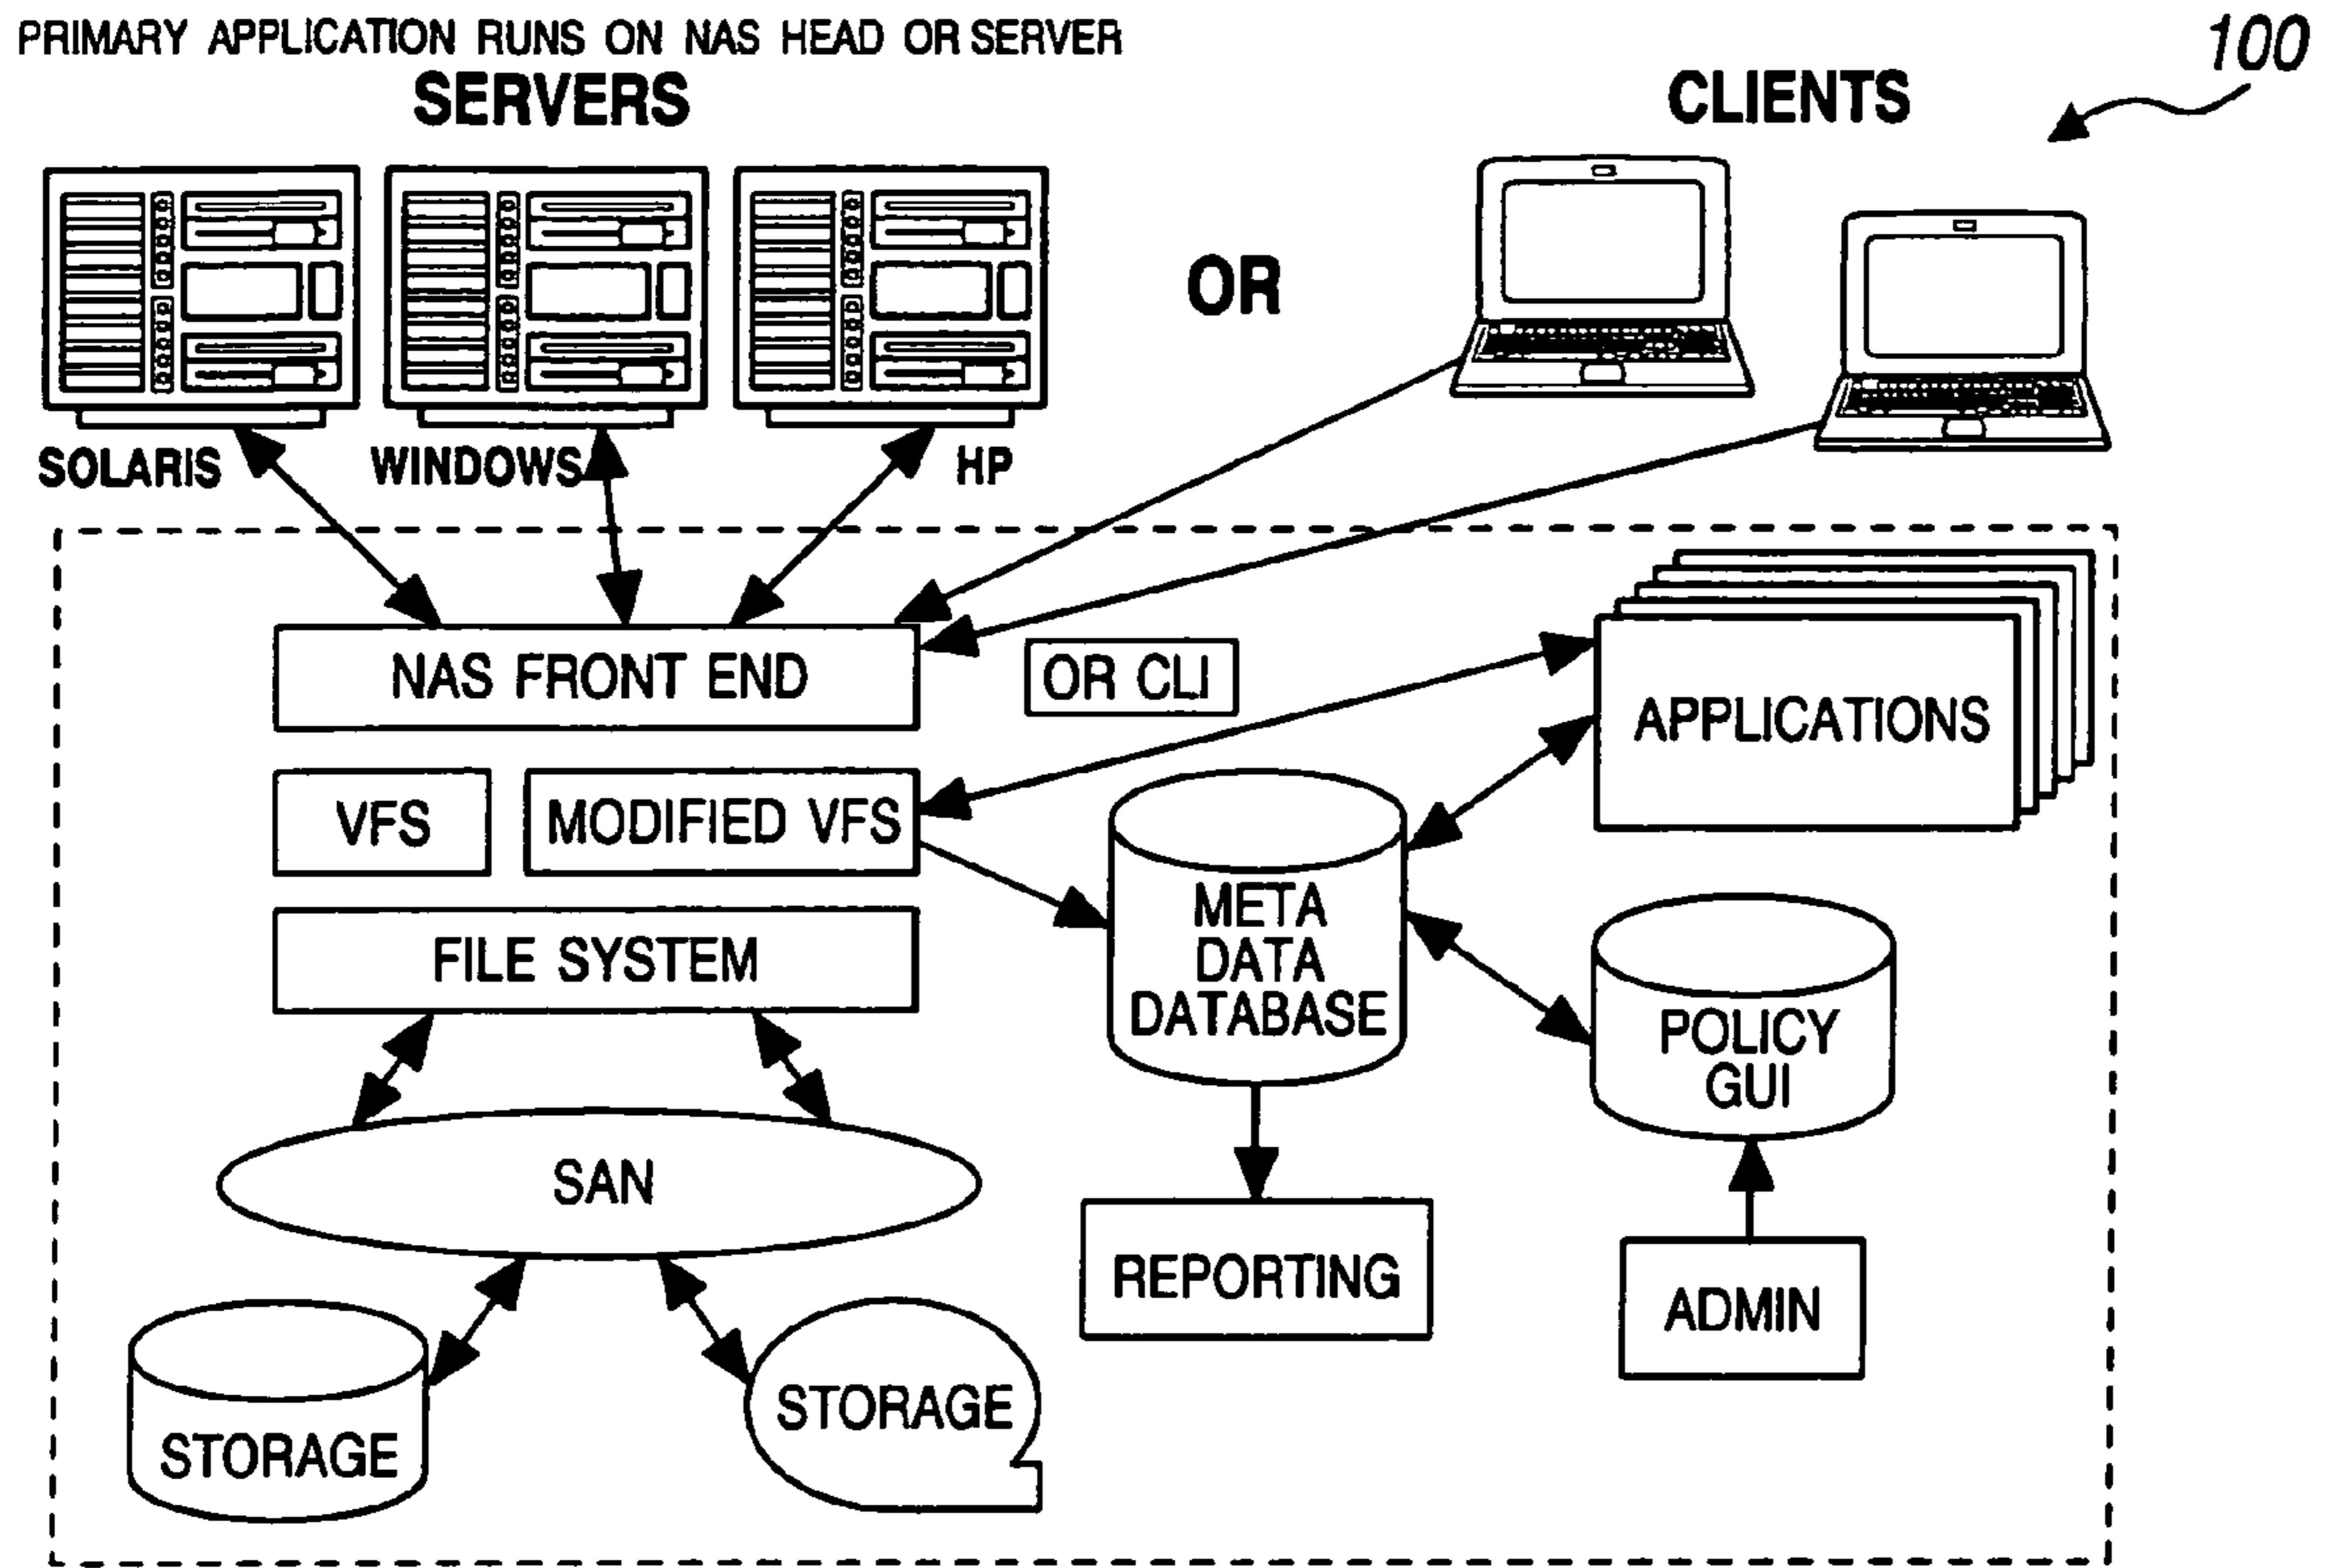 PRIMARY APPLICATION RUNS ON NAS HEAD OR SERVER
100
SERVERS
CLIENTS
OR
SOLARIS
WINDOWS
HP
NAS FRONT END
OR CLI
APPLICATIONS
VFS
MODIFIED VFS
META
DATA
DATABASE
FILE SYSTEM
POLICY
GUI
SAN
REPORTING
ADMIN
STORAGE
STORAGE